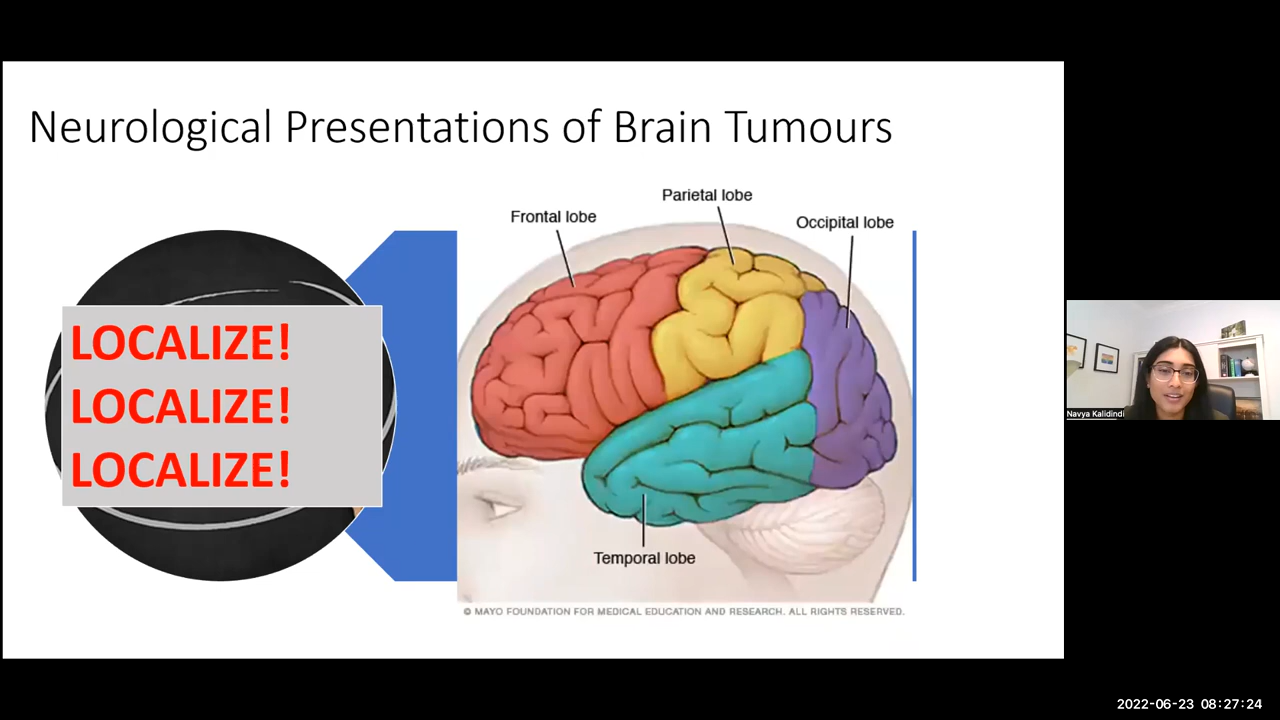 Neurological Presentations of Brain Tumours
Parietal lobe
Frontal lobe
Occipital lobe
LOCALIZE!
LOCALIZE!
LOCALIZE!
Temporal lobe
© MAYO FOUNDATION FOR MEDICAL EDUCATION AND RESEARCH. ALL RIGHTS RESERVED.
Navya Kalidindi
2022-06-23 08:27:24